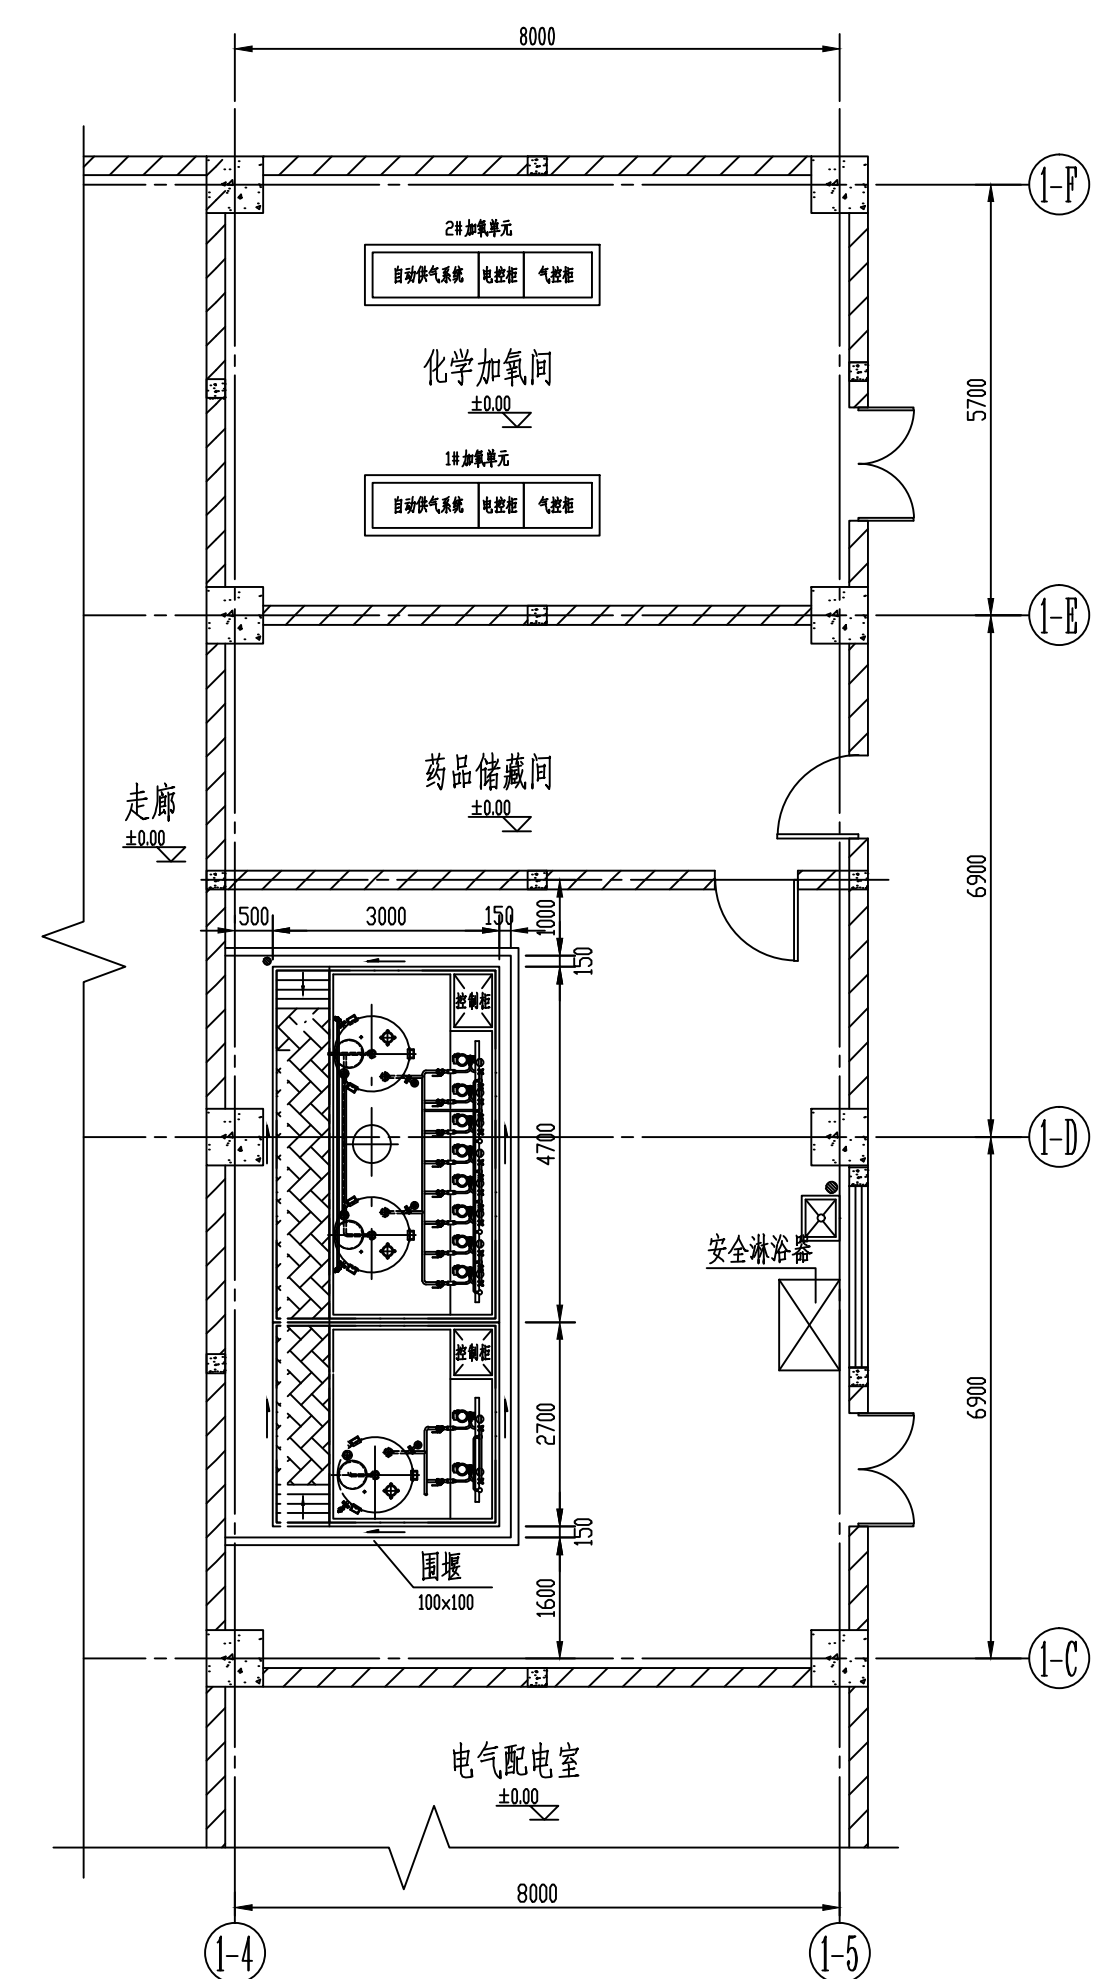 8000
1-F
2#加氧单元
自动供气系统 电控柜 气控柜
化学加氧间
±0.00
5700
1#加氧单元
自动供气系统 电控柜 气控柜
1-E
药品储藏间
±0.00
走廊
±0.00
6900
500 3000 150
1000
150
控制柜
4700
1-D
安全淋浴器
控制柜
2700
6900
150
围堰
100×100
1600
1-C
电气配电室
±0.00
8000
1-4
1-5